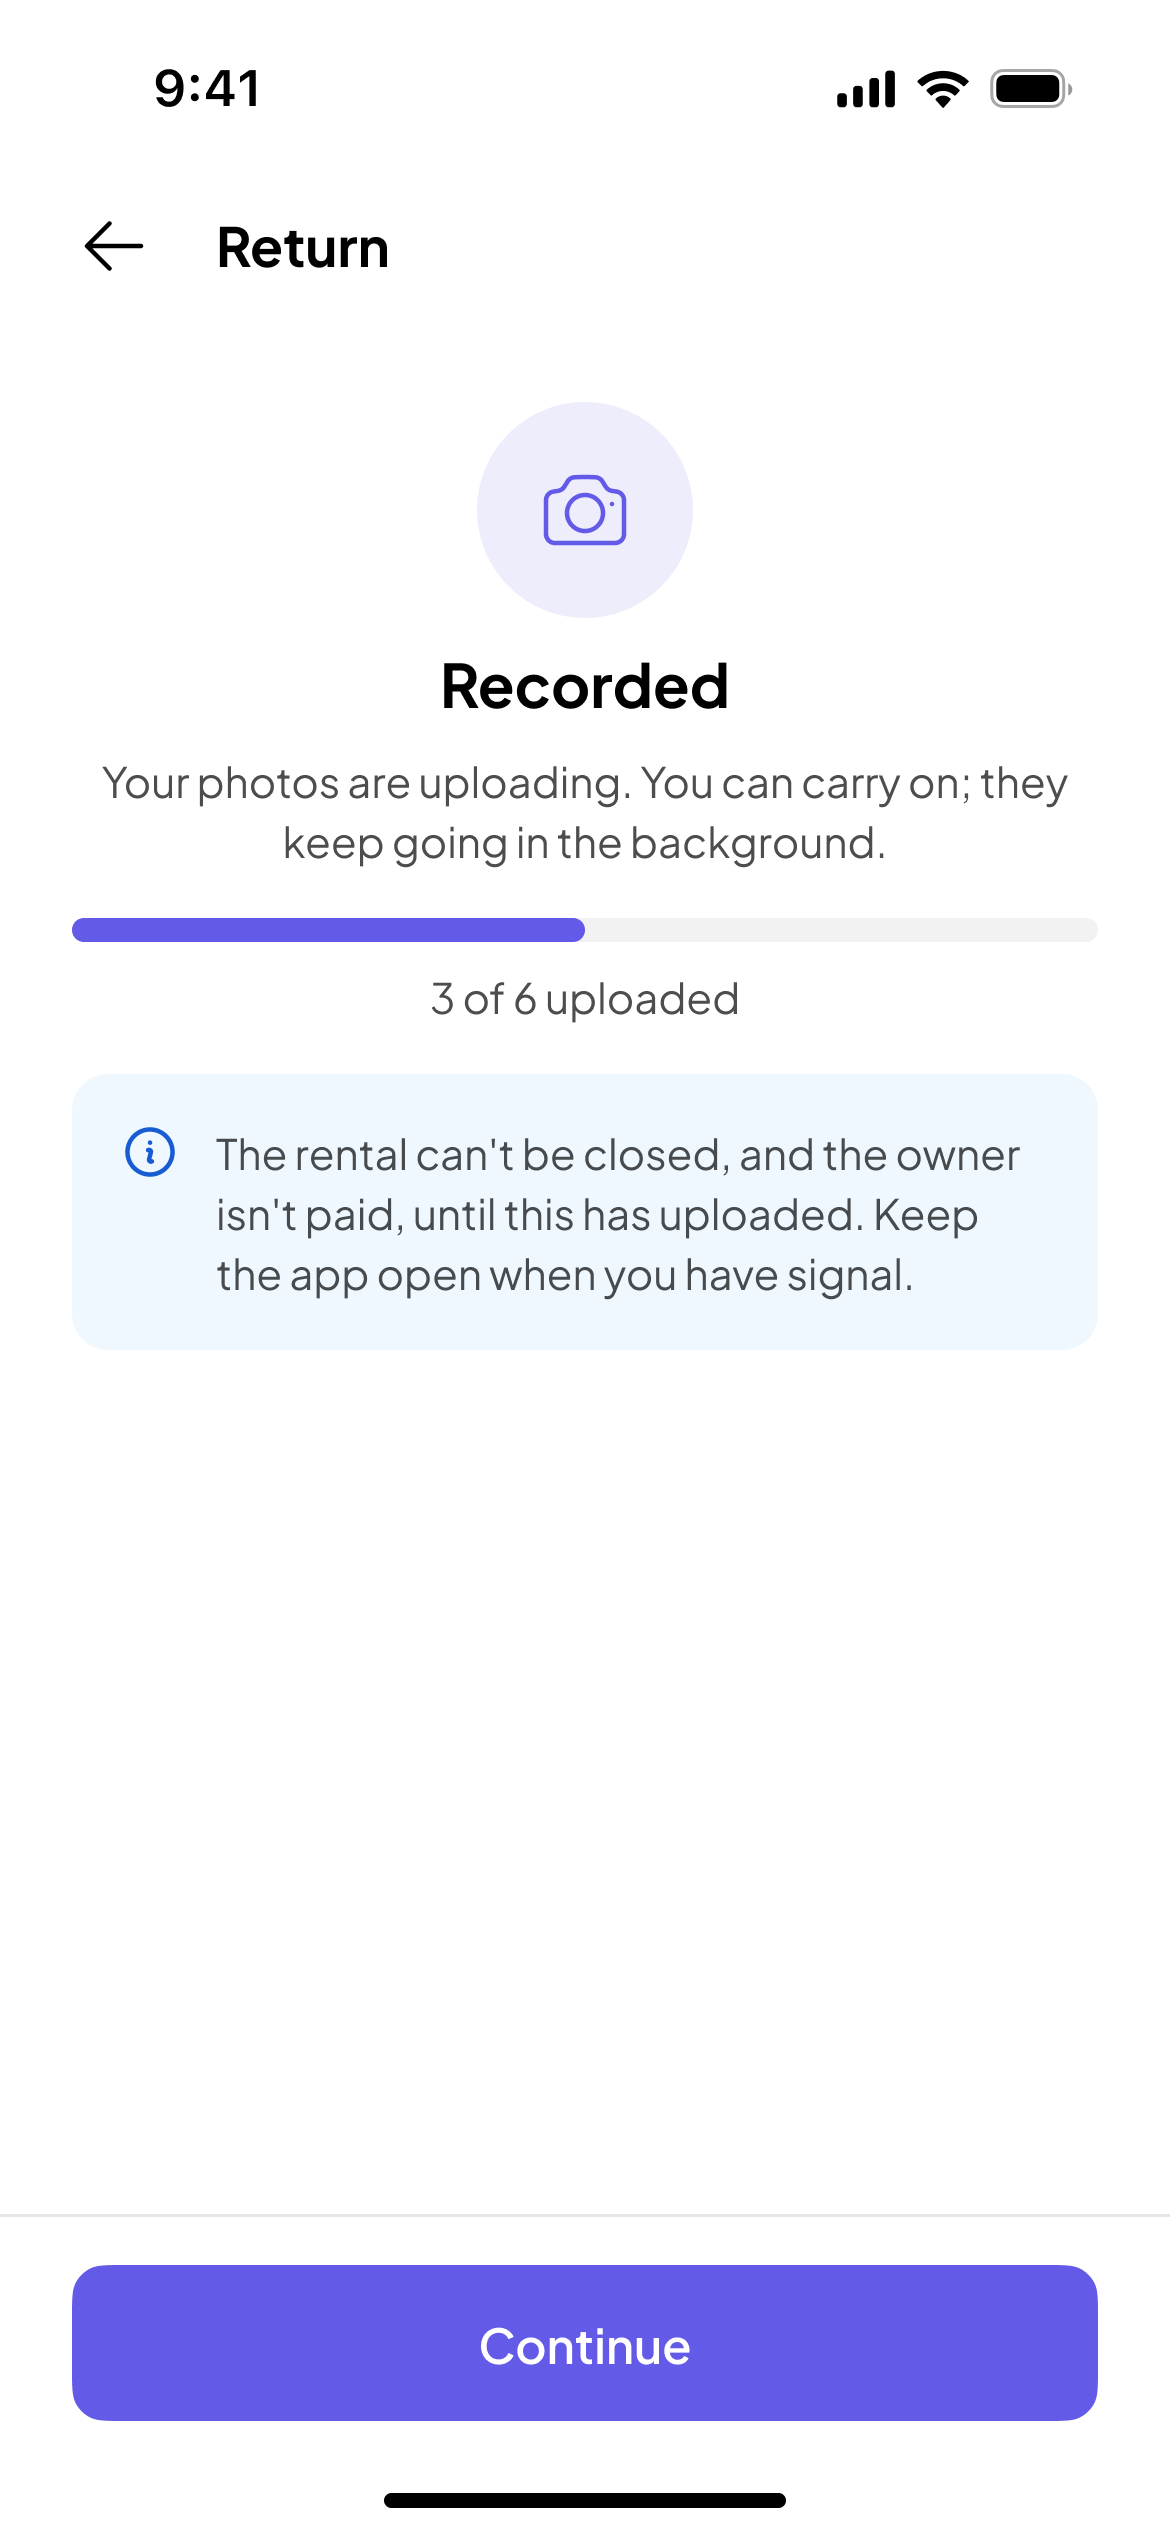 9:41
Return
Recorded
Your photos are uploading. You can carry on; they
keep going in the background.
3 of 6 uploaded
The rental can't be closed, and the owner
isn't paid, until this has uploaded. Keep
the app open when you have signal.
Continue